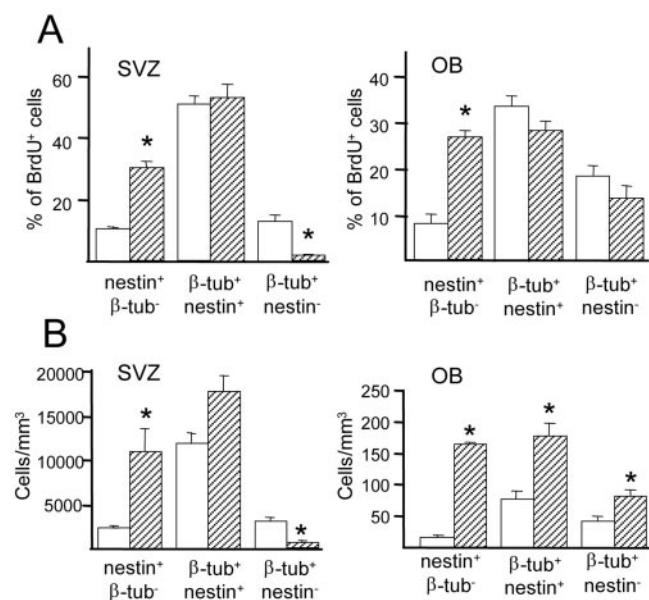 A
SVZ
% of BrdU⁺ cells
60
40
20
*
*
nestin⁺
β-tub⁻
β-tub⁺
nestin⁺
β-tub⁺
nestin⁻
OB
% of BrdU⁺ cells
40
30
20
10
*
nestin⁺
β-tub⁻
β-tub⁺
nestin⁺
β-tub⁺
nestin⁻
B
SVZ
Cells/mm³
20000
15000
10000
5000
*
*
nestin⁺
β-tub⁻
β-tub⁺
nestin⁺
β-tub⁺
nestin⁻
OB
Cells/mm³
250
200
150
100
50
*
*
*
nestin⁺
β-tub⁻
β-tub⁺
nestin⁺
β-tub⁺
nestin⁻